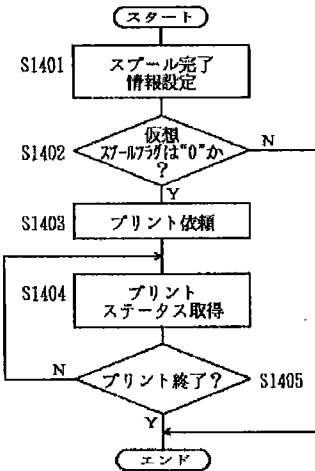 スタート
S1401
スプール完了
情報設定
S1402
仮想
スプールフラグは“0”か
?
N
Y
S1403
プリント依頼
S1404
プリント
ステータス取得
N
プリント終了?
S1405
Y
エンド